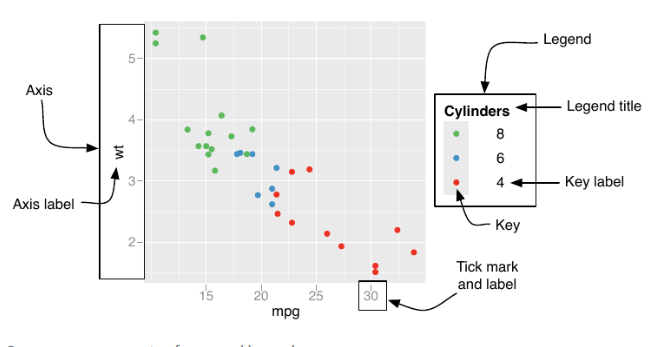 Legend
Axis
5
Cylinders
Legend title
8
4
6
wt
3
4
Key label
Axis label
Key
2
Tick mark
and label
15
20
25
30
mpg